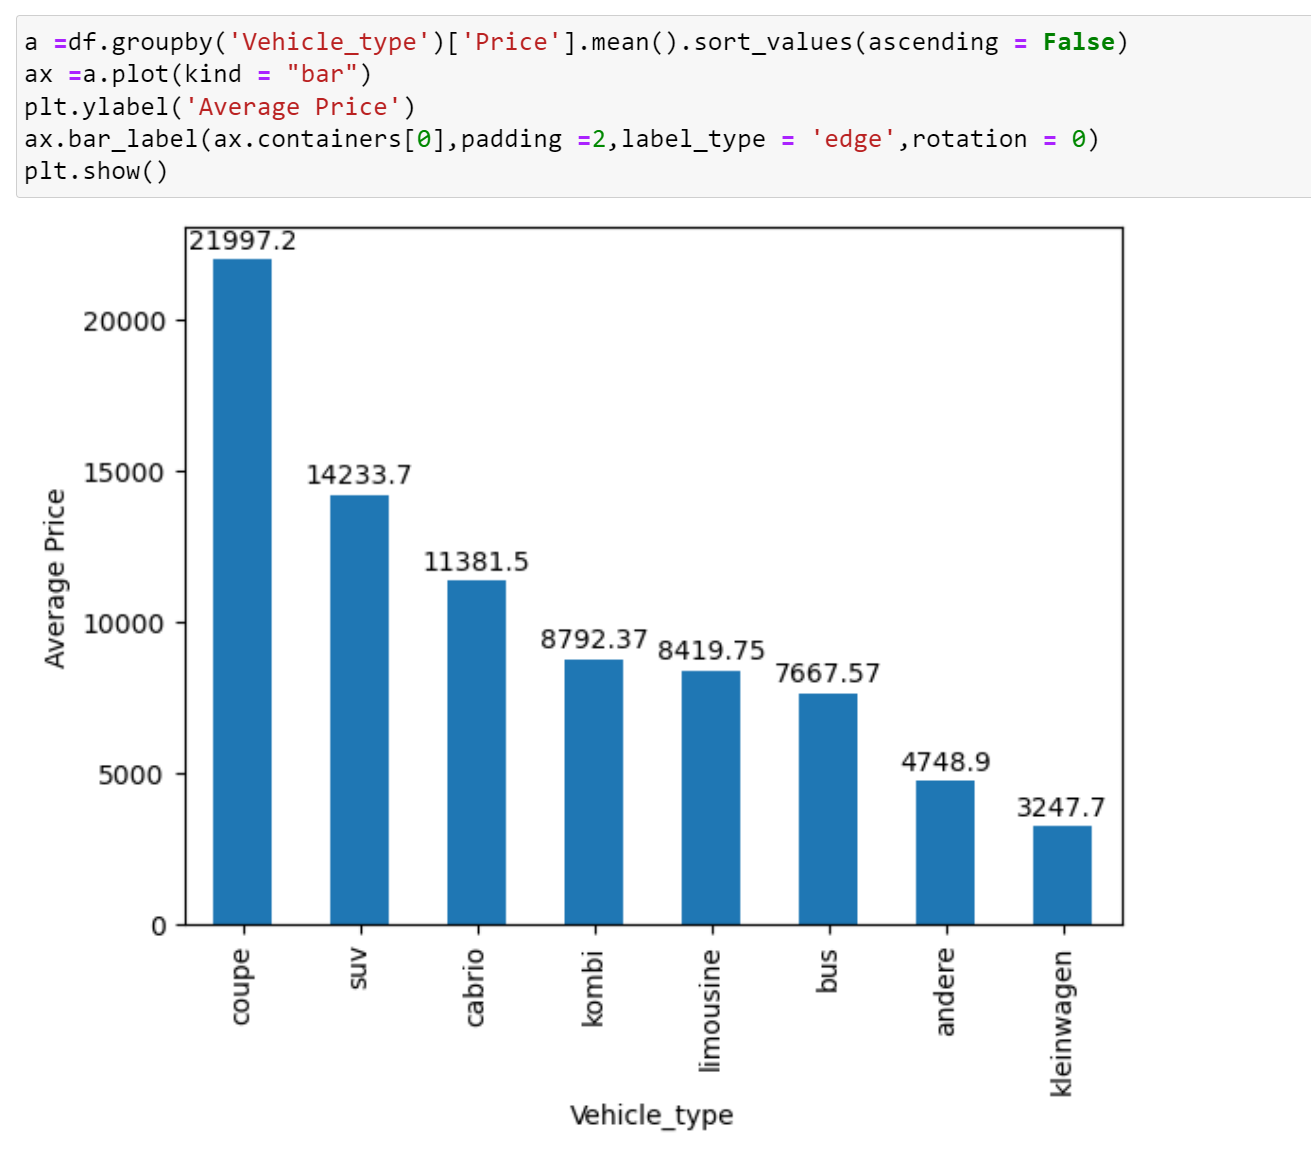 a =df.groupby('Vehicle_type')['Price'].mean().sort_values(ascending = False)
ax =a.plot(kind = "bar")
plt.ylabel('Average Price')
ax.bar_label(ax.containers[0],padding =2,label_type = 'edge',rotation = 0)
plt.show()
21997.2
20000
14233.7
15000
11381.5
Average Price
10000
8792.37
8419.75
7667.57
5000
4748.9
3247.7
0
coupe
suv
cabrio
kombi
limousine
bus
andere
kleinwagen
Vehicle_type